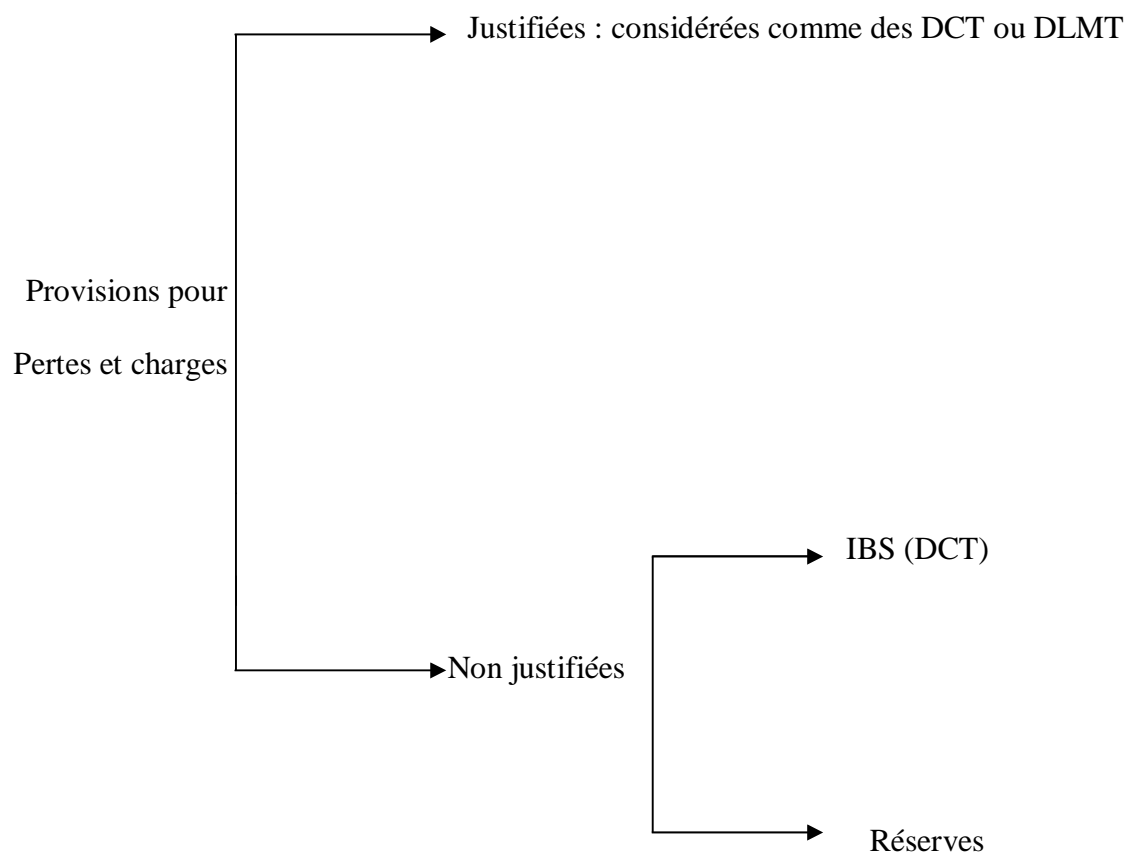 Justifiées : considérées comme des DCT ou DLMT
Provisions pour
Pertes et charges
IBS (DCT)
Non justifiées
Réserves